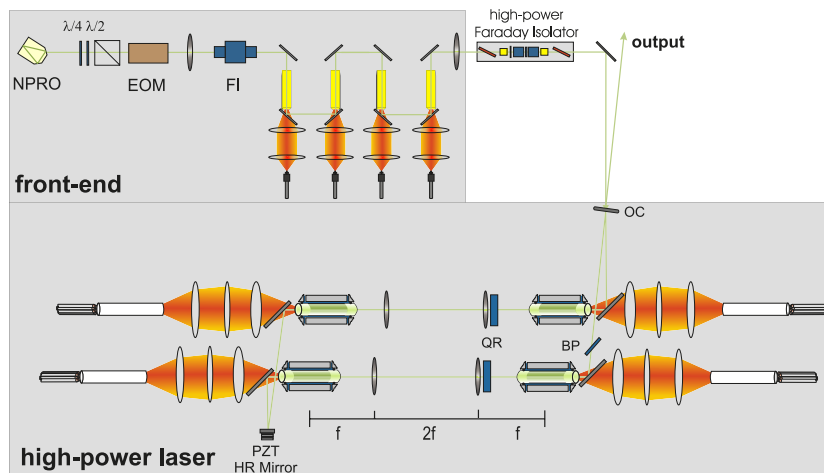 high-power
Faraday Isolator
output
λ/4 λ/2
NPRO
EOM
FI
front-end
OC
QR
BP
f
2f
f
PZT
HR Mirror
high-power laser